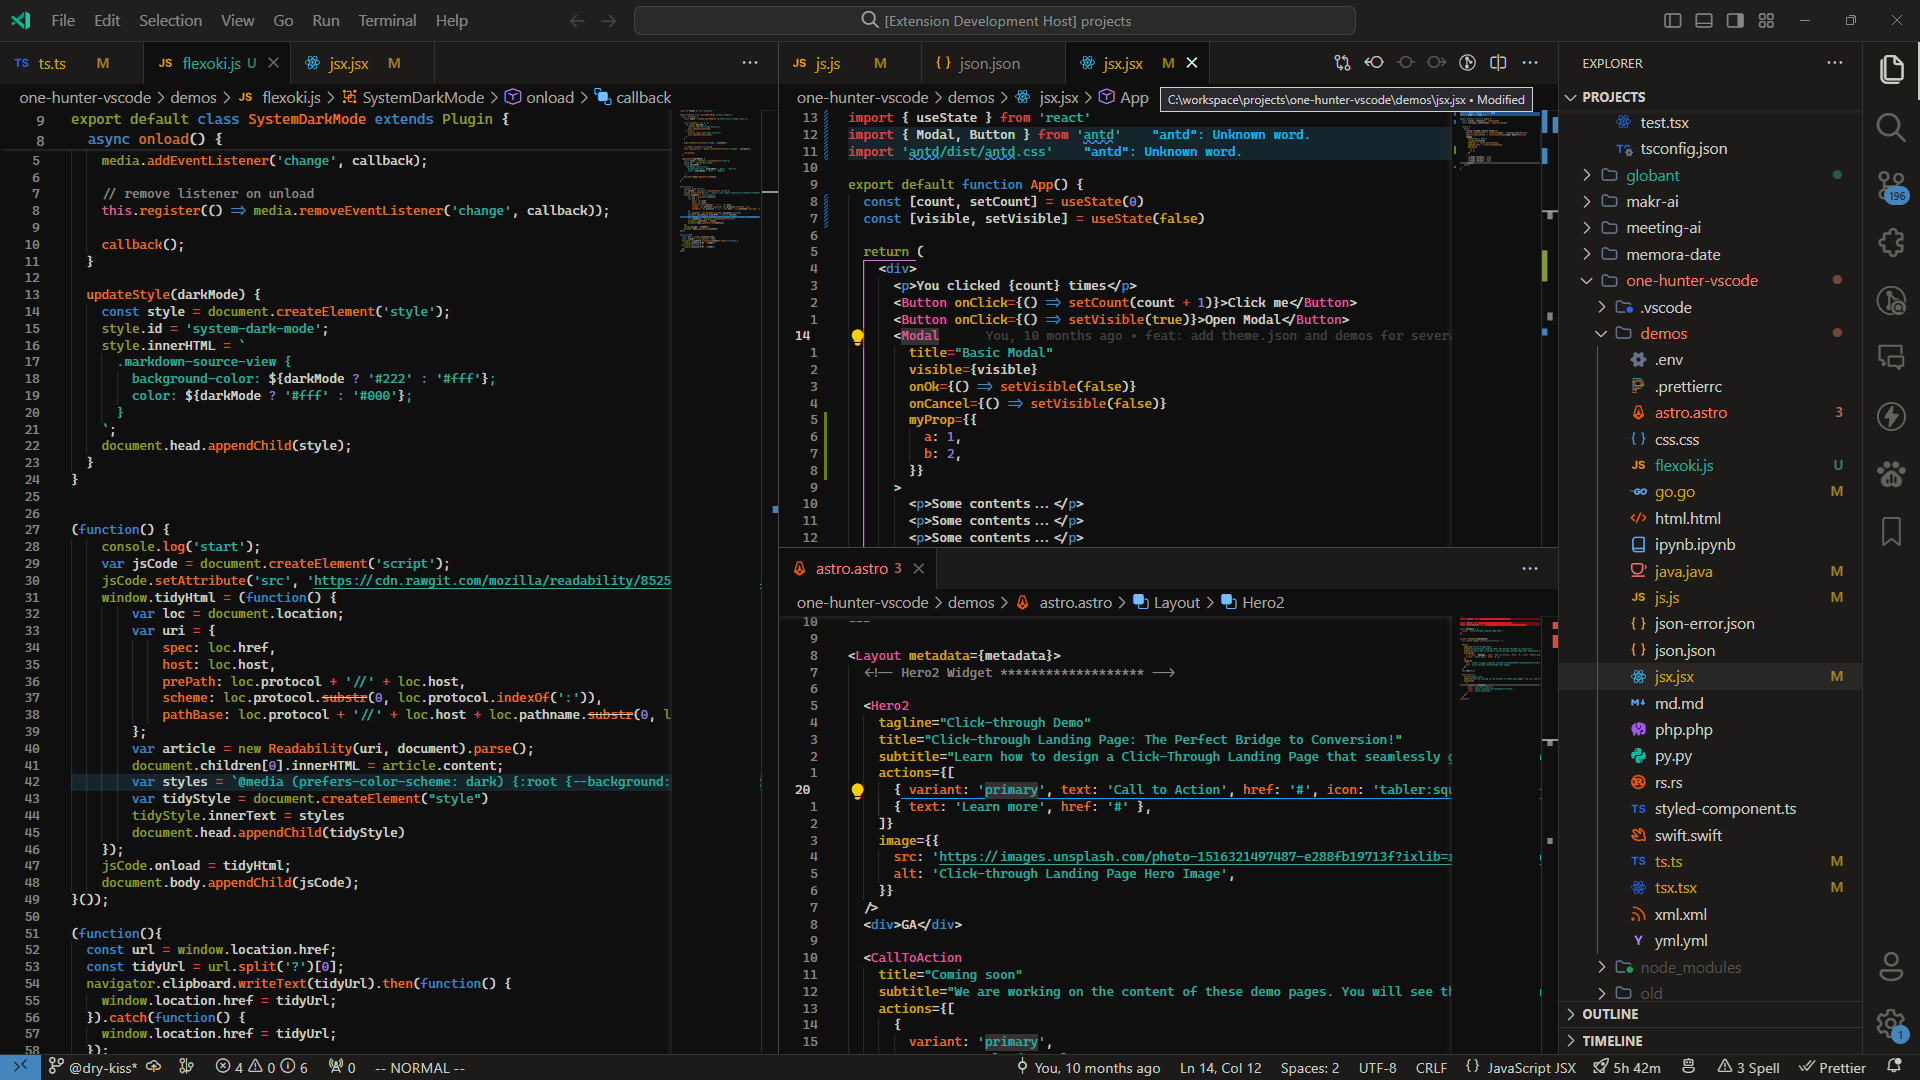 File Edit Selection View Go Run Terminal Help
[Extension Development Host] projects
TS ts.ts M
JS flexoki.js U
jsx.jsx M
one-hunter-vscode > demos > JS flexoki.js > SystemDarkMode > onload > callback
9 export default class SystemDarkMode extends Plugin {
8 async onload() {
5 media.addEventListener('change', callback);
6
7 // remove listener on unload
8 this.register(() => media.removeEventListener('change', callback));
9
10 callback();
11 }
12
13 updateStyle(darkMode) {
14 const style = document.createElement('style');
15 style.id = 'system-dark-mode';
16 style.innerHTML = `
17 .markdown-source-view {
18 background-color: ${darkMode ? '#222' : '#fff'};
19 color: ${darkMode ? '#fff' : '#000'};
20 }
21 `;
22 document.head.appendChild(style);
23 }
24 }
25
26
27 (function() {
28 console.log('start');
29 var jsCode = document.createElement('script');
30 jsCode.setAttribute('src', 'https://cdn.rawgit.com/mozilla/readability/8525
31 window.tidyHtml = (function() {
32 var loc = document.location;
33 var uri = {
34 spec: loc.href,
35 host: loc.host,
36 prePath: loc.protocol + '//' + loc.host,
37 scheme: loc.protocol.substr(0, loc.protocol.indexOf(':')),
38 pathBase: loc.protocol + '//' + loc.host + loc.pathname.substr(0, l
39 };
40 var article = new Readability(uri, document).parse();
41 document.children[0].innerHTML = article.content;
42 var styles = `@media (prefers-color-scheme: dark) {:root {--background:
43 var tidyStyle = document.createElement("style")
44 tidyStyle.innerText = styles
45 document.head.appendChild(tidyStyle)
46 });
47 jsCode.onload = tidyHtml;
48 document.body.appendChild(jsCode);
49 }());
50
51 (function(){
52 const url = window.location.href;
53 const tidyUrl = url.split('?')[0];
54 navigator.clipboard.writeText(tidyUrl).then(function() {
55 window.location.href = tidyUrl;
56 }).catch(function() {
57 window.location.href = tidyUrl;
58 });
JS js.js M
{} json.json
jsx.jsx M
one-hunter-vscode > demos > jsx.jsx > App
C:\workspace\projects\one-hunter-vscode\demos\jsx.jsx • Modified
13 import { useState } from 'react'
12 import { Modal, Button } from 'antd' "antd": Unknown word.
11 import 'antd/dist/antd.css' "antd": Unknown word.
10
9 export default function App() {
8 const [count, setCount] = useState(0)
7 const [visible, setVisible] = useState(false)
6
5 return (
4 <div>
3 <p>You clicked {count} times</p>
2 <Button onClick={() => setCount(count + 1)}>Click me</Button>
1 <Button onClick={() => setVisible(true)}>Open Modal</Button>
14 <Modal You, 10 months ago • feat: add theme.json and demos for severa
1 title="Basic Modal"
2 visible={visible}
3 onOk={() => setVisible(false)}
4 onCancel={() => setVisible(false)}
5 myProp={{
6 a: 1,
7 b: 2,
8 }}
9 >
10 <p>Some contents...</p>
11 <p>Some contents...</p>
12 <p>Some contents...</p>
astro.astro 3
one-hunter-vscode > demos > astro.astro > Layout > Hero2
10 ---
9
8 <Layout metadata={metadata}>
7 <!-- Hero2 Widget ******************* -->
6
5 <Hero2
4 tagline="Click-through Demo"
3 title="Click-through Landing Page: The Perfect Bridge to Conversion!"
2 subtitle="Learn how to design a Click-Through Landing Page that seamlessly g
1 actions={[
20 { variant: 'primary', text: 'Call to Action', href: '#', icon: 'tabler:squ
1 { text: 'Learn more', href: '#' },
2 ]}
3 image={{
4 src: 'https://images.unsplash.com/photo-1516321497487-e288fb19713f?ixlib=r
5 alt: 'Click-through Landing Page Hero Image',
6 }}
7 />
8 <div>GA</div>
9
10 <CallToAction
11 title="Coming soon"
12 subtitle="We are working on the content of these demo pages. You will see th
13 actions={[
14 {
15 variant: 'primary',
EXPLORER
PROJECTS
test.tsx
tsconfig.json
globant
makr-ai
meeting-ai
memora-date
one-hunter-vscode
.vscode
demos
.env
.prettierrc
astro.astro 3
{} css.css
JS flexoki.js U
GO go.go M
html.html
ipynb.ipynb
java.java M
JS js.js M
{} json-error.json
{} json.json
jsx.jsx M
M↓ md.md
php.php
py.py
rs.rs
TS styled-component.ts
swift.swift
TS ts.ts M
tsx.tsx M
xml.xml
Y yml.yml
node_modules
old
OUTLINE
TIMELINE
196
1
@dry-kiss* 4 0 6 0 -- NORMAL --
You, 10 months ago Ln 14, Col 12 Spaces: 2 UTF-8 CRLF {} JavaScript JSX 5h 42m 3 Spell Prettier